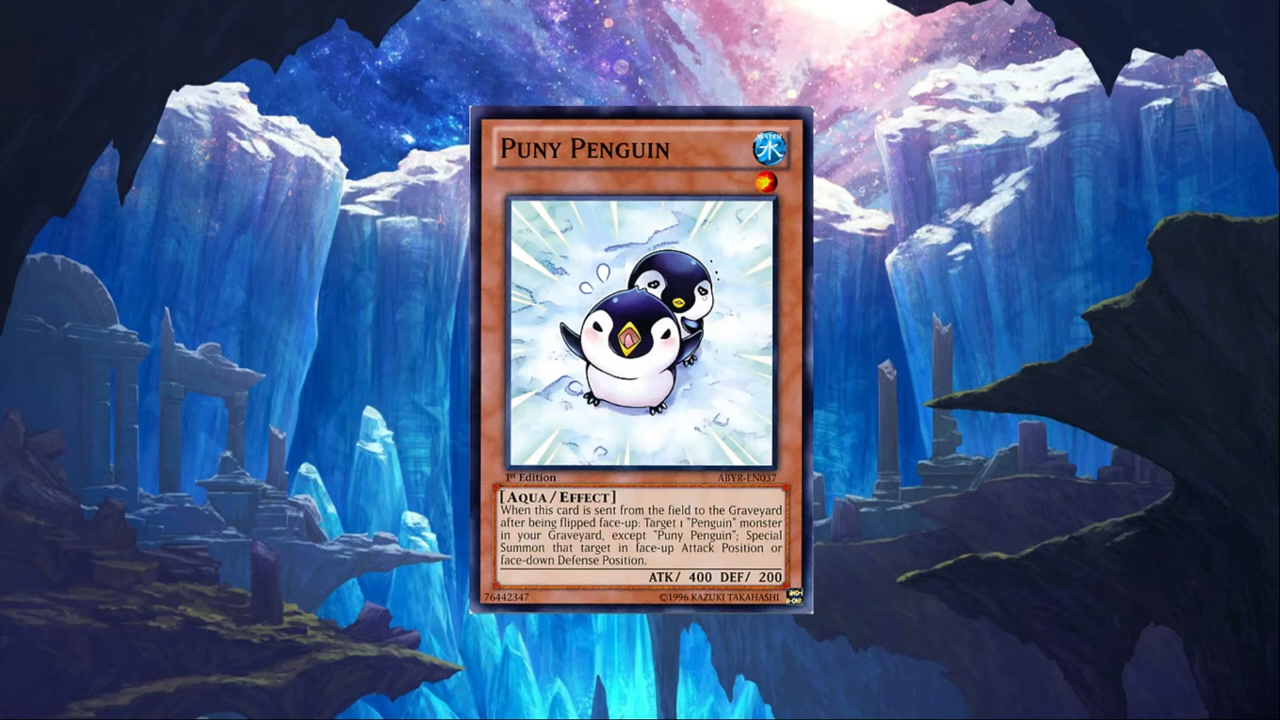 PUNY PENGUIN
WATER
水
1st Edition
ABYR-EN037
[AQUA/EFFECT]
When this card is sent from the field to the Graveyard
after being flipped face-up: Target 1 "Penguin" monster
in your Graveyard, except "Puny Penguin"; Special
Summon that target in face-up Attack Position or
face-down Defense Position.
ATK/ 400 DEF/ 200
76442347
©1996 KAZUKI TAKAHASHI